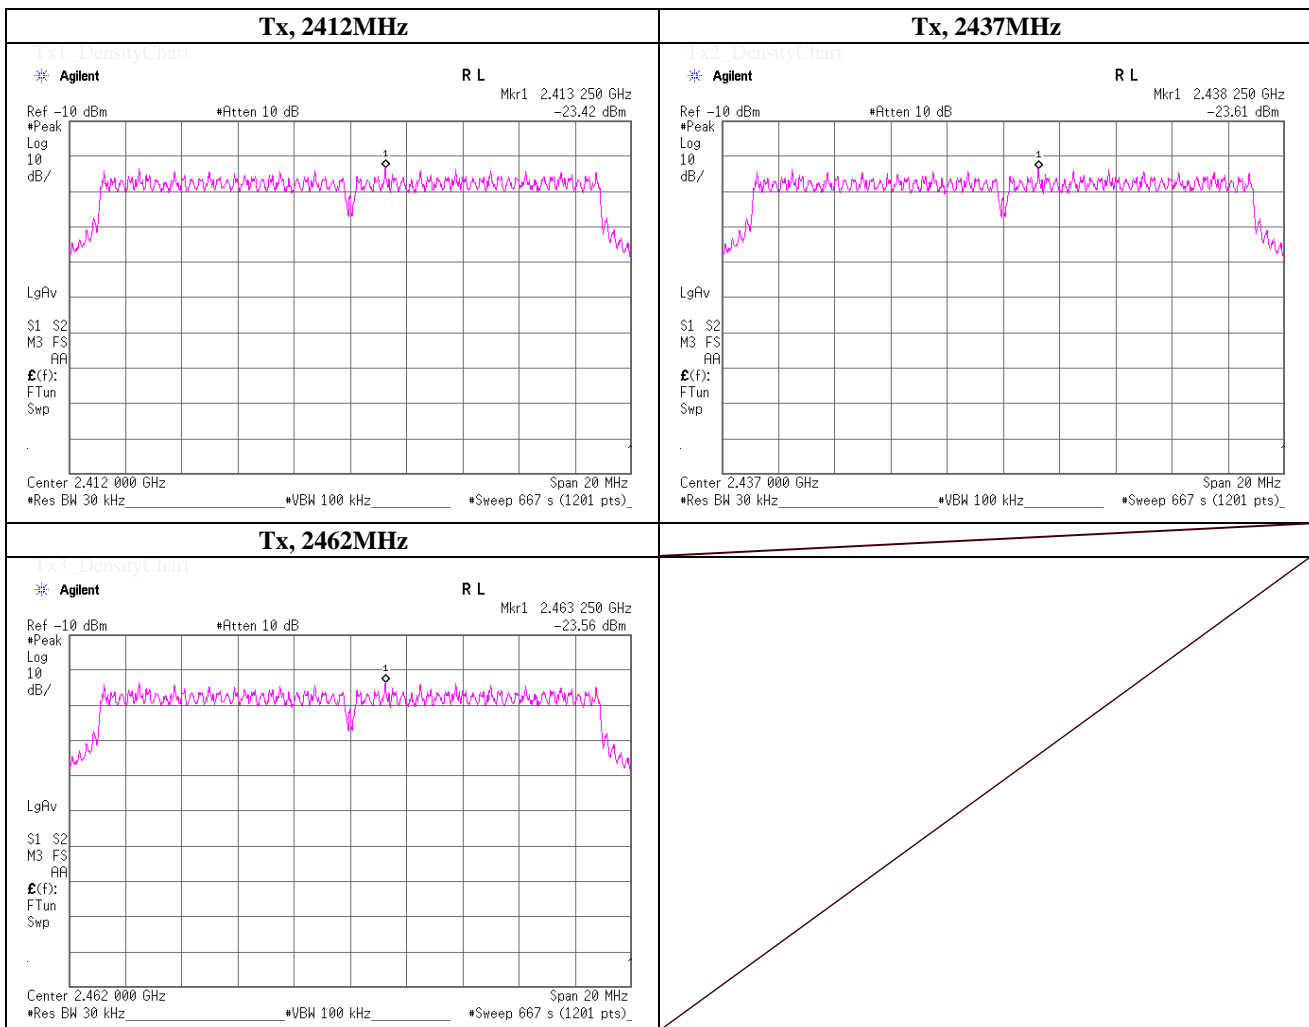 Tx, 2412MHz
Tx1_DensityChart
Agilent
R L
Mkr1 2.413 250 GHz
Ref -10 dBm #Atten 10 dB -23.42 dBm
#Peak
Log
10
dB/
1
LgAv
S1 S2
M3 FS
AA
£(f):
FTun
Swp
Center 2.412 000 GHz Span 20 MHz
#Res BW 30 kHz #VBW 100 kHz #Sweep 667 s (1201 pts)
Tx, 2437MHz
Tx2_DensityChart
Agilent
R L
Mkr1 2.438 250 GHz
Ref -10 dBm #Atten 10 dB -23.61 dBm
#Peak
Log
10
dB/
1
LgAv
S1 S2
M3 FS
AA
£(f):
FTun
Swp
Center 2.437 000 GHz Span 20 MHz
#Res BW 30 kHz #VBW 100 kHz #Sweep 667 s (1201 pts)
Tx, 2462MHz
Tx3_DensityChart
Agilent
R L
Mkr1 2.463 250 GHz
Ref -10 dBm #Atten 10 dB -23.56 dBm
#Peak
Log
10
dB/
1
LgAv
S1 S2
M3 FS
AA
£(f):
FTun
Swp
Center 2.462 000 GHz Span 20 MHz
#Res BW 30 kHz #VBW 100 kHz #Sweep 667 s (1201 pts)